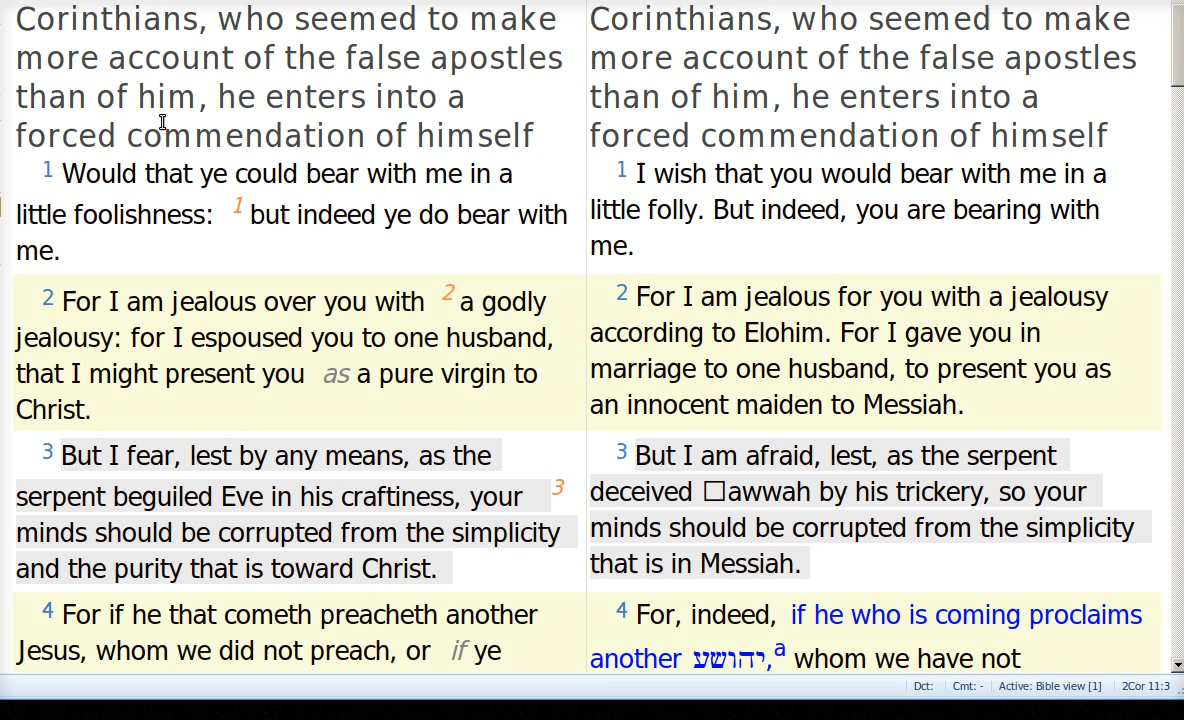 Corinthians, who seemed to make
more account of the false apostles
than of him, he enters into a
forced commendation of himself
1 Would that ye could bear with me in a
little foolishness: 1 but indeed ye do bear with
me.
2 For I am jealous over you with 2 a godly
jealousy: for I espoused you to one husband,
that I might present you as a pure virgin to
Christ.
3 But I fear, lest by any means, as the
serpent beguiled Eve in his craftiness, your 3
minds should be corrupted from the simplicity
and the purity that is toward Christ.
4 For if he that cometh preacheth another
Jesus, whom we did not preach, or if ye
Corinthians, who seemed to make
more account of the false apostles
than of him, he enters into a
forced commendation of himself
1 I wish that you would bear with me in a
little folly. But indeed, you are bearing with
me.
2 For I am jealous for you with a jealousy
according to Elohim. For I gave you in
marriage to one husband, to present you as
an innocent maiden to Messiah.
3 But I am afraid, lest, as the serpent
deceived □awwah by his trickery, so your
minds should be corrupted from the simplicity
that is in Messiah.
4 For, indeed, if he who is coming proclaims
another יהושע,a whom we have not
Dct: Cmt: - Active: Bible view [1] 2Cor 11:3